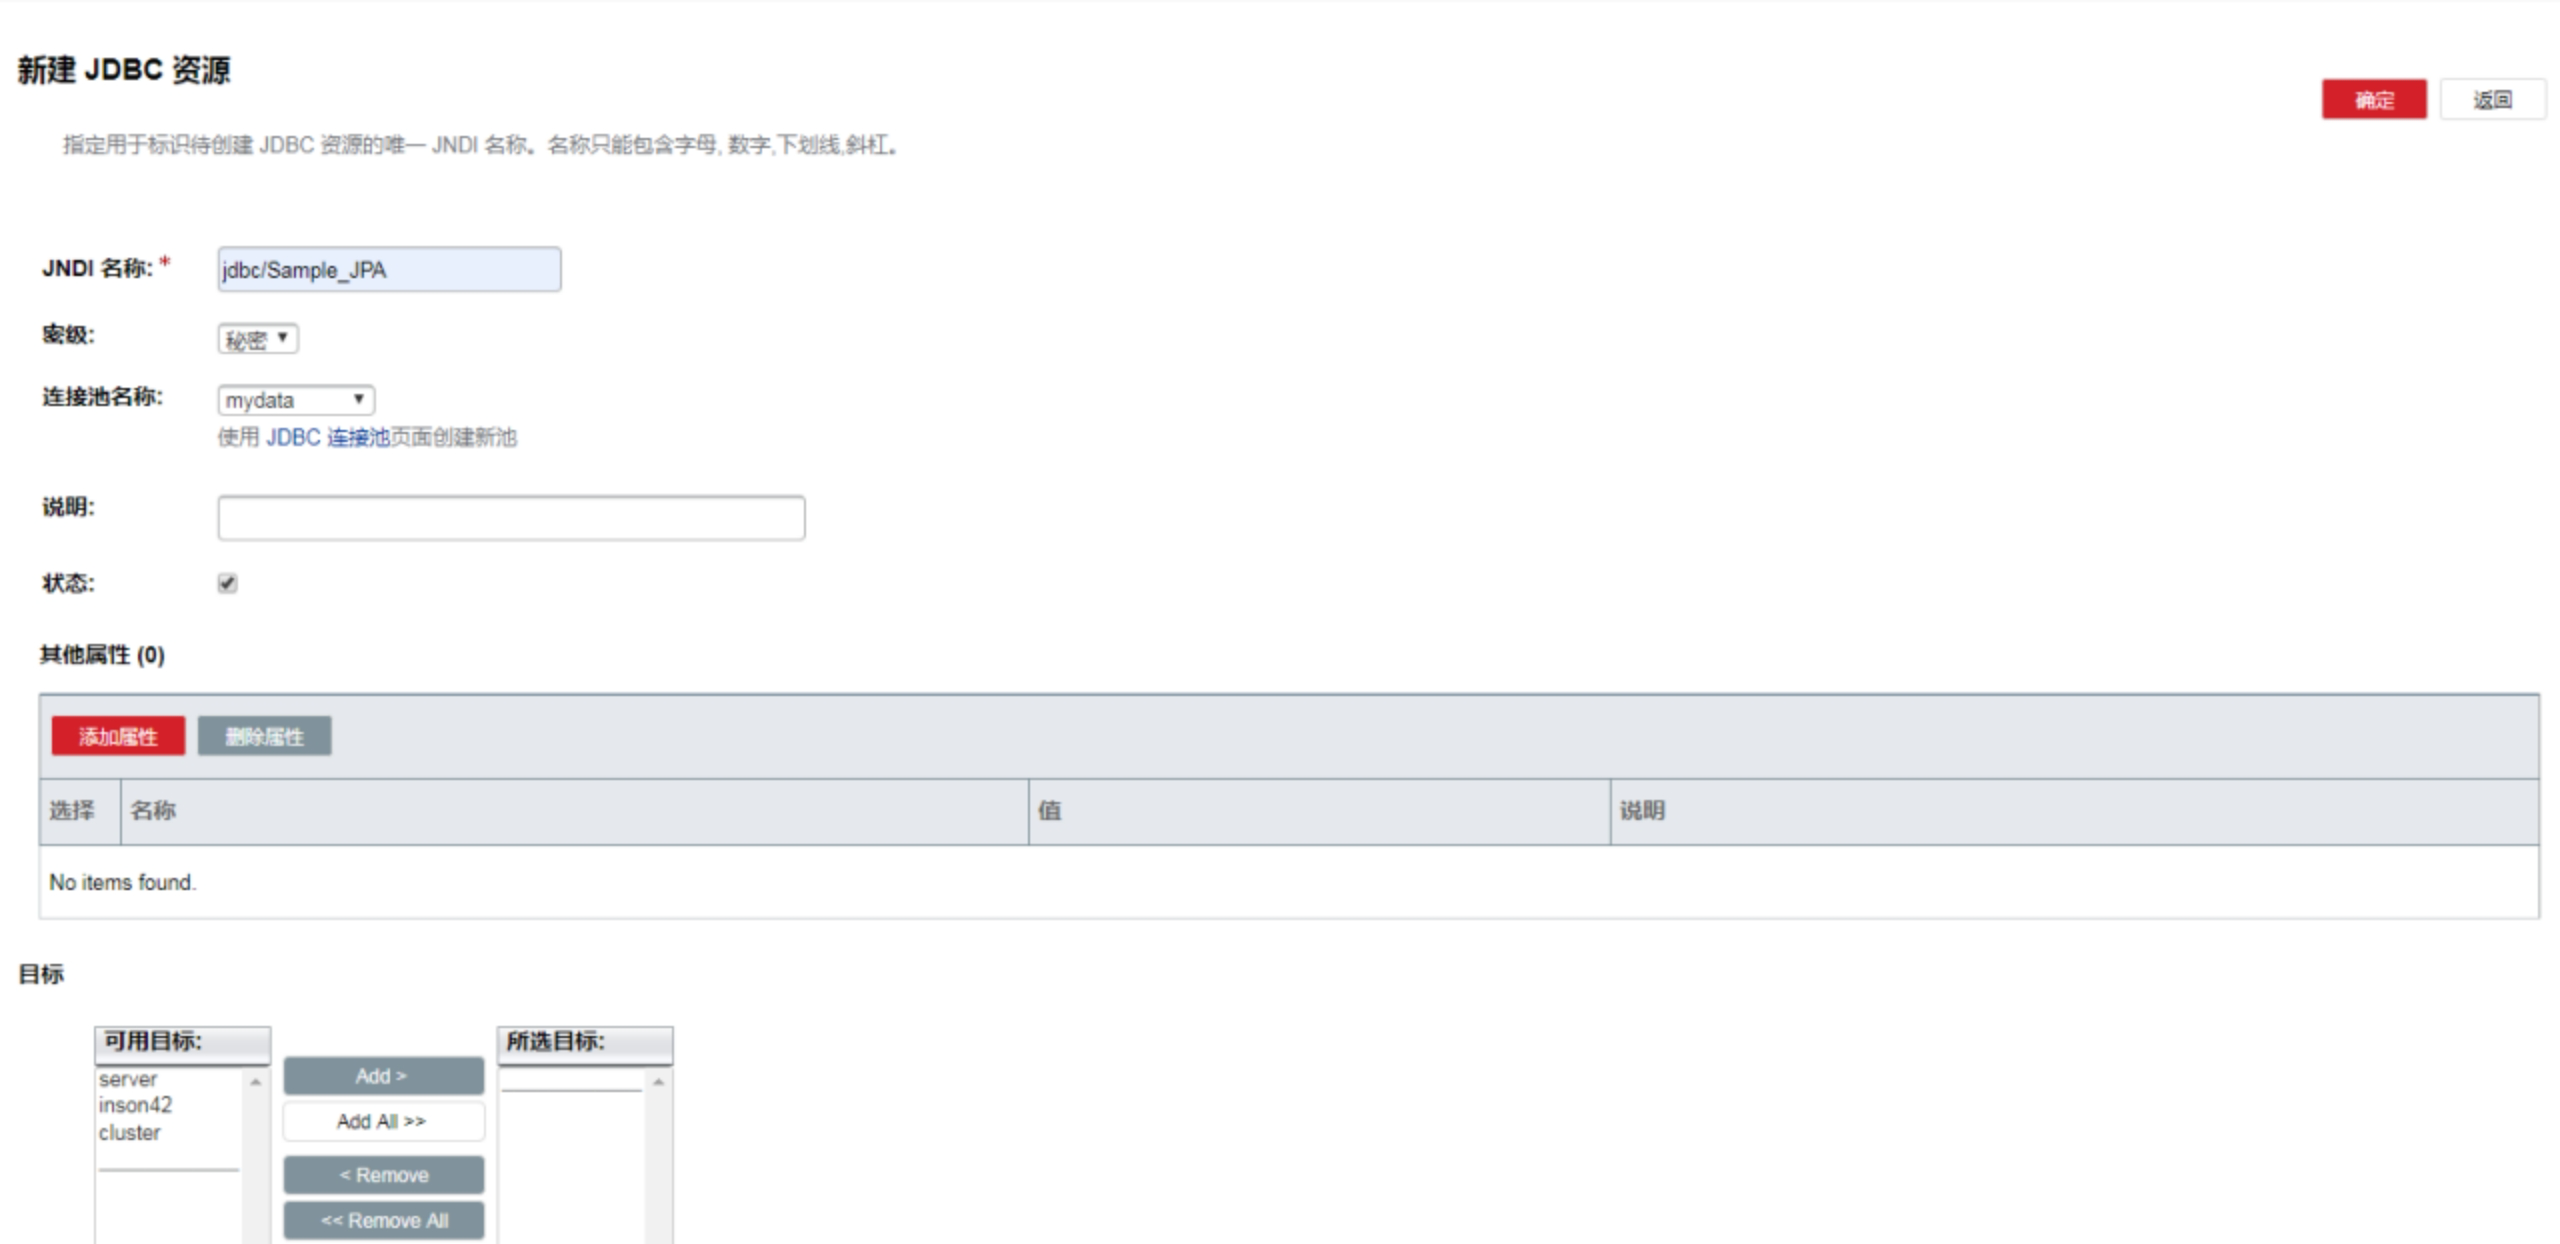 新建 JDBC 资源
确定 返回
指定用于标识待创建 JDBC 资源的唯一 JNDI 名称。名称只能包含字母, 数字,下划线,斜杠。
JNDI 名称: * jdbc/Sample_JPA
密级: 秘密
连接池名称: mydata
使用 JDBC 连接池页面创建新池
说明:
状态:
其他属性 (0)
添加属性 删除属性
选择 名称 值 说明
No items found.
目标
可用目标: 所选目标:
server
inson42
cluster
Add >
Add All >>
< Remove
<< Remove All